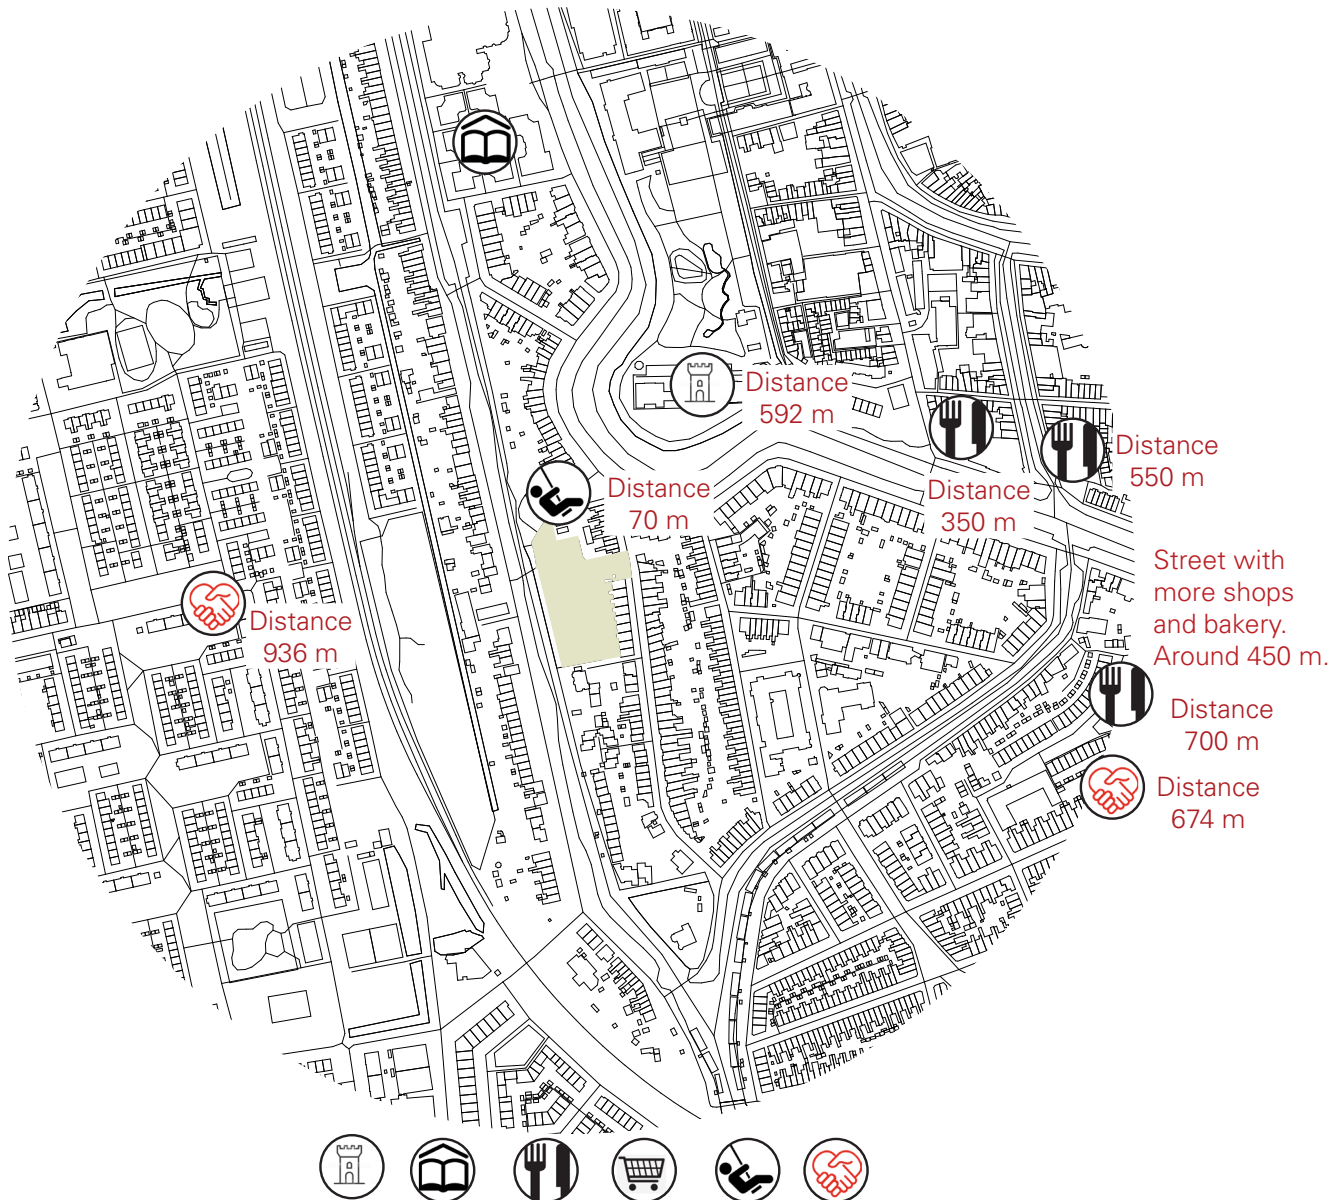 Distance
592 m
Distance
550 m
Distance
70 m
Distance
350 m
Street with
more shops
and bakery.
Around 450 m.
Distance
936 m
Distance
700 m
Distance
674 m